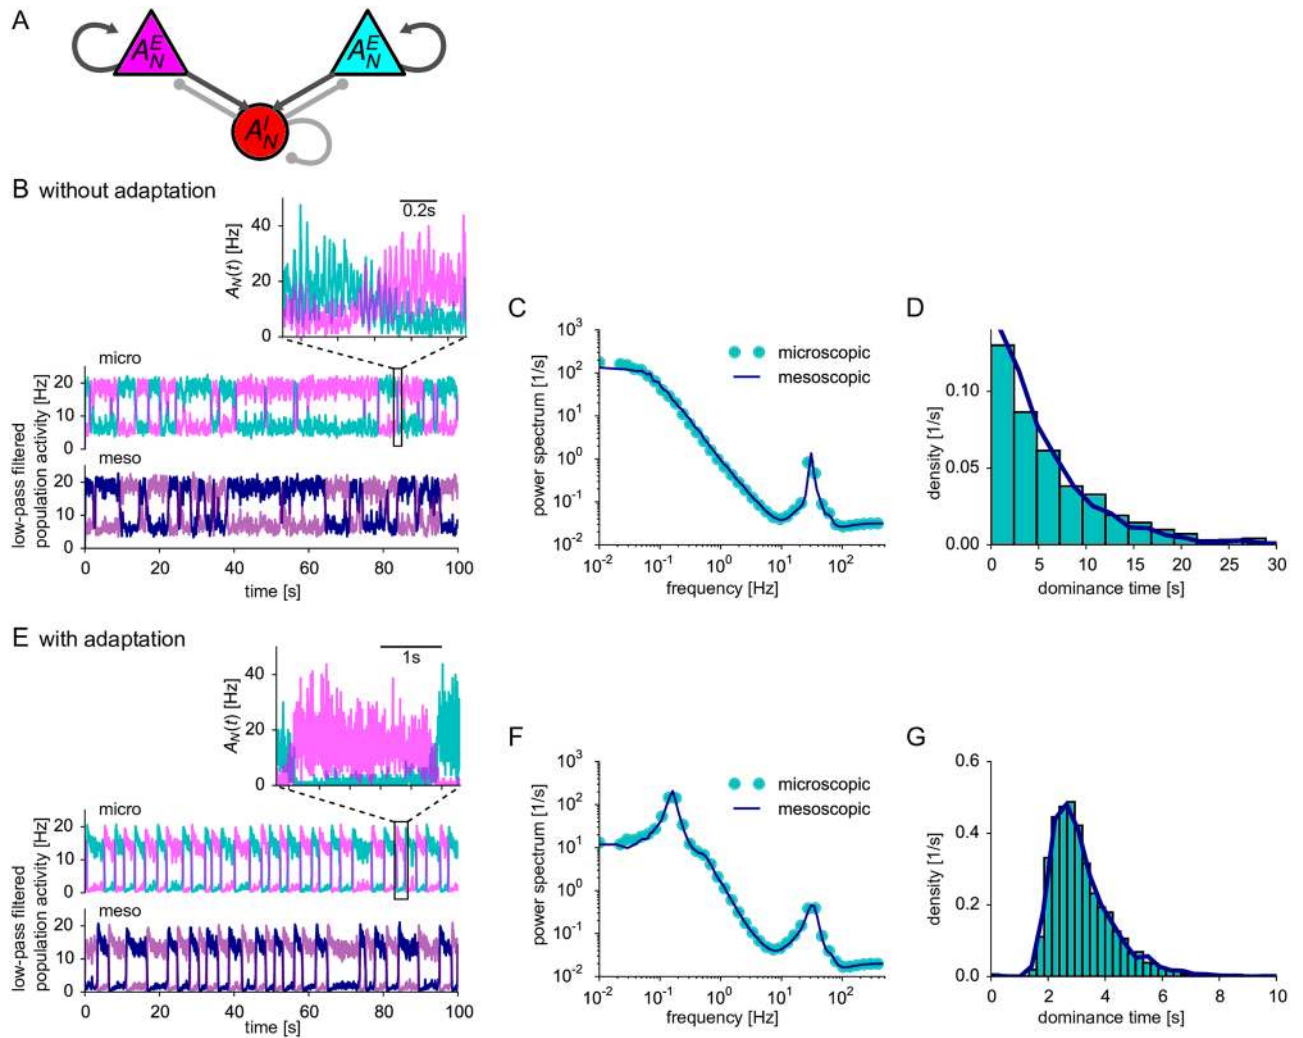 A
A_N^E
A_N^E
A_N^I
B without adaptation
0.2s
A_N(t) [Hz]
40
20
0
micro
20
10
0
meso
20
10
0
low-pass filtered
population activity [Hz]
0 20 40 60 80 100
time [s]
C
10^3
10^2
10^1
10^0
10^-1
10^-2
power spectrum [1/s]
microscopic
mesoscopic
10^-2 10^-1 10^0 10^1 10^2
frequency [Hz]
D
0.10
0.05
0.00
density [1/s]
0 5 10 15 20 25 30
dominance time [s]
E with adaptation
1s
A_N(t) [Hz]
40
20
0
micro
20
10
0
meso
20
10
0
low-pass filtered
population activity [Hz]
0 20 40 60 80 100
time [s]
F
10^3
10^2
10^1
10^0
10^-1
10^-2
power spectrum [1/s]
microscopic
mesoscopic
10^-2 10^-1 10^0 10^1 10^2
frequency [Hz]
G
0.6
0.4
0.2
0.0
density [1/s]
0 2 4 6 8 10
dominance time [s]